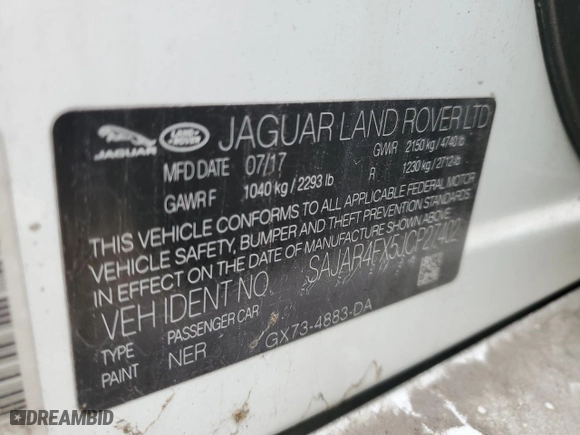 JAGUAR
LAND ROVER
JAGUAR LAND ROVER LTD
MFD DATE 07/17 GVWR 2150 kg / 4740 lb
GAWR F 1040 kg / 2293 lb R 1230 kg / 2712 lb
THIS VEHICLE CONFORMS TO ALL APPLICABLE FEDERAL MOTOR
VEHICLE SAFETY, BUMPER AND THEFT PREVENTION STANDARDS
IN EFFECT ON THE DATE OF MANUFACTURE SHOWN ABOVE.
VEH IDENT NO. SAJAR4FX5JCP27402
TYPE PASSENGER CAR
PAINT NER GX73-4883-DA
DREAMBID